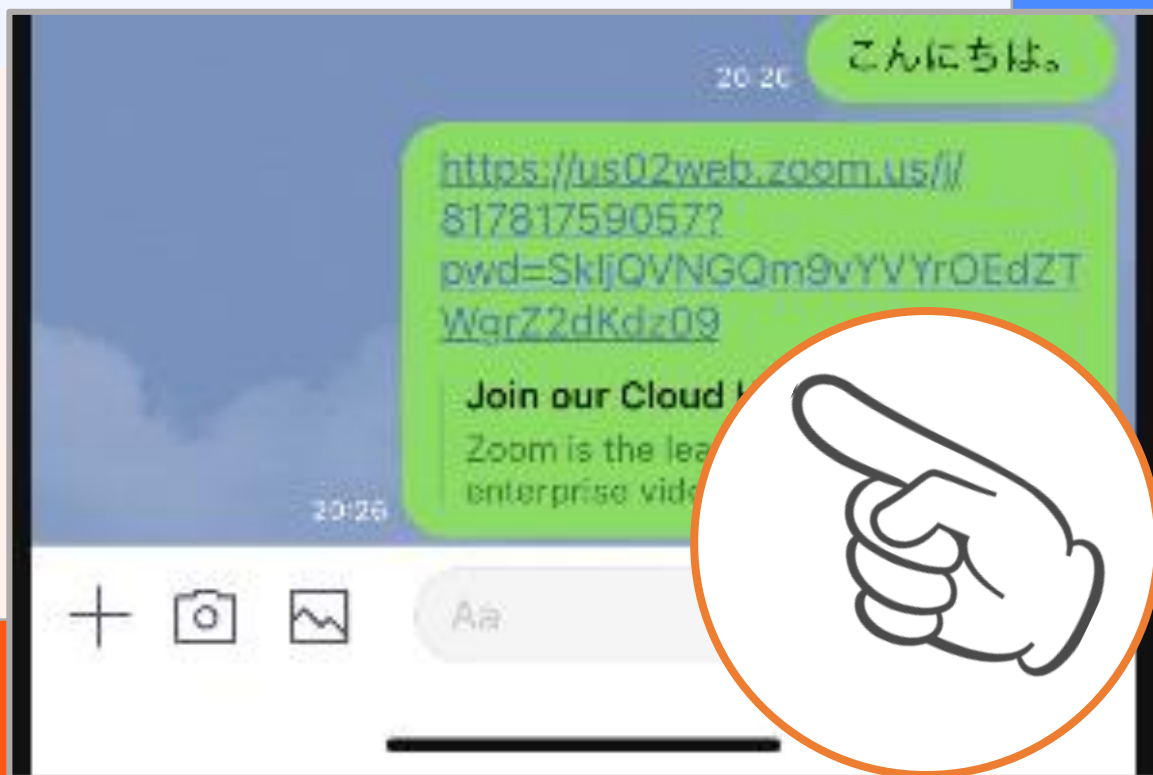 こんにちは。
20:26
https://us02web.zoom.us/j/
81781759057?
pwd=SkljQVNGQm9vYVYrOEdZT
WgrZ2dKdz09
Join our Cloud
Zoom is the lea
enterprise vide
20:26
Aa